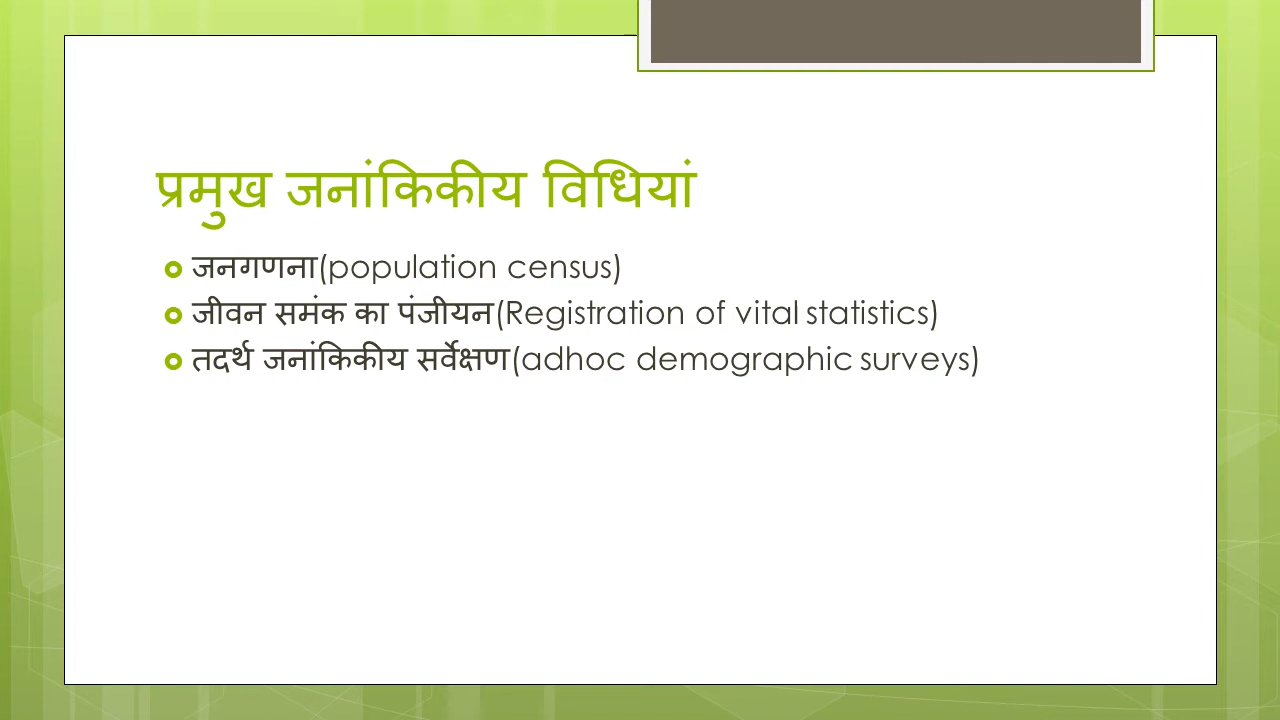 प्रमुख जनांकिकीय विधियां
जनगणना(population census)
जीवन समंक का पंजीयन(Registration of vital statistics)
तदर्थ जनांकिकीय सर्वेक्षण(adhoc demographic surveys)